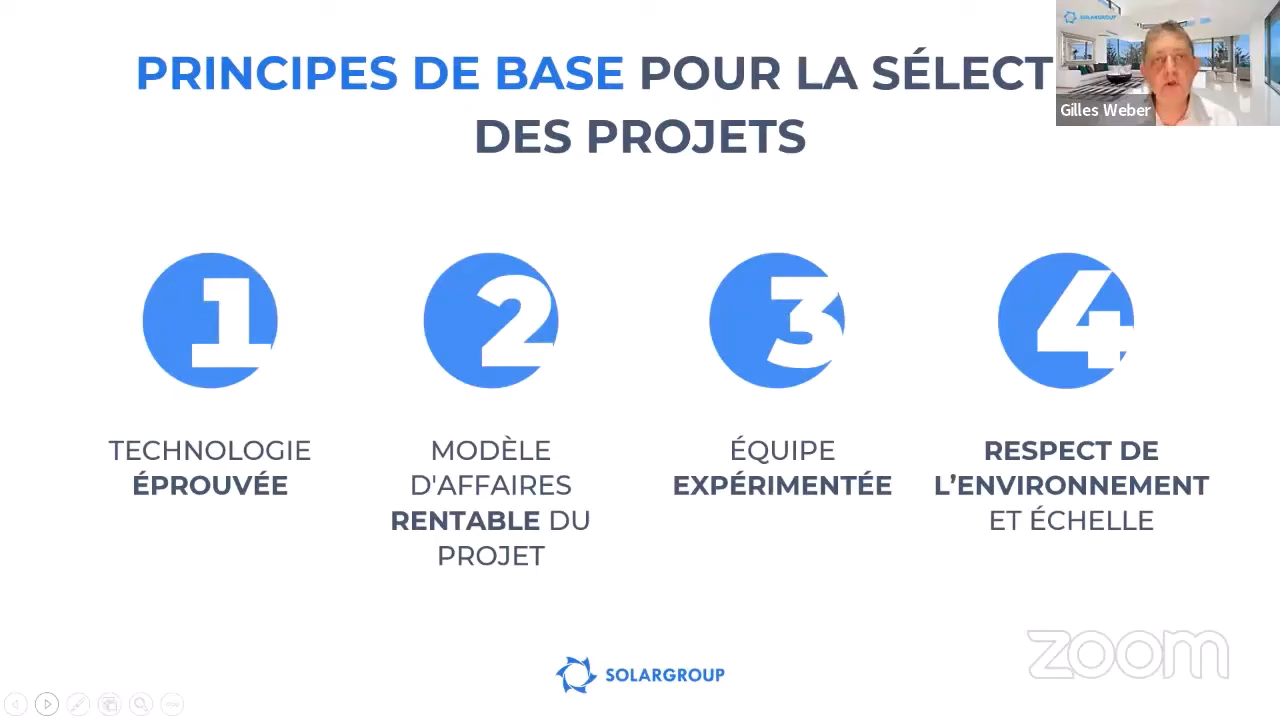 PRINCIPES DE BASE POUR LA SÉLECT
DES PROJETS
SOLARGROUP
Gilles Weber
1
2
3
4
TECHNOLOGIE
ÉPROUVÉE
MODÈLE
D'AFFAIRES
RENTABLE DU
PROJET
ÉQUIPE
EXPÉRIMENTÉE
RESPECT DE
L’ENVIRONNEMENT
ET ÉCHELLE
SOLARGROUP
zoom